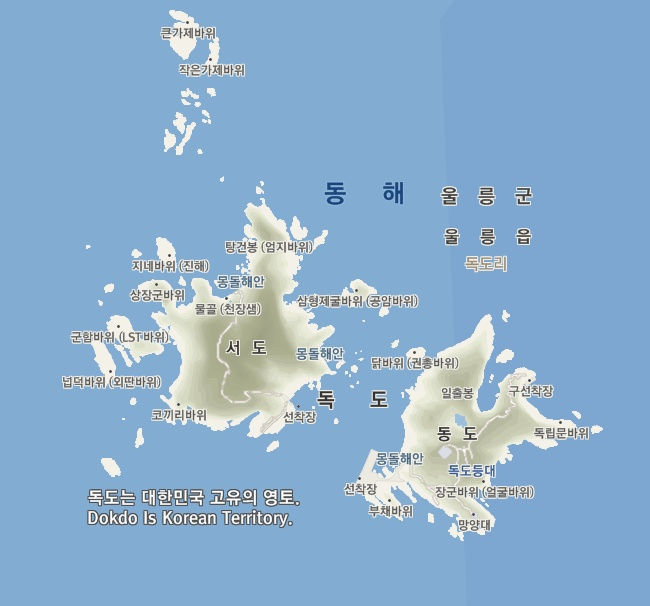 큰가제바위
작은가제바위
동 해
울 릉 군
울 릉 읍
독도리
탕건봉 (엄지바위)
지네바위 (진해)
몽돌해안
상장군바위
물골 (천장샘)
삼형제굴바위 (공암바위)
군함바위 (LST 바위)
서 도
몽돌해안
닭바위 (권총바위)
넙덕바위 (외딴바위)
일출봉
구선착장
독 도
코끼리바위
선착장
동 도
독립문바위
몽돌해안
독도등대
선착장
장군바위 (얼굴바위)
독도는 대한민국 고유의 영토.
부채바위
Dokdo Is Korean Territory.
망양대